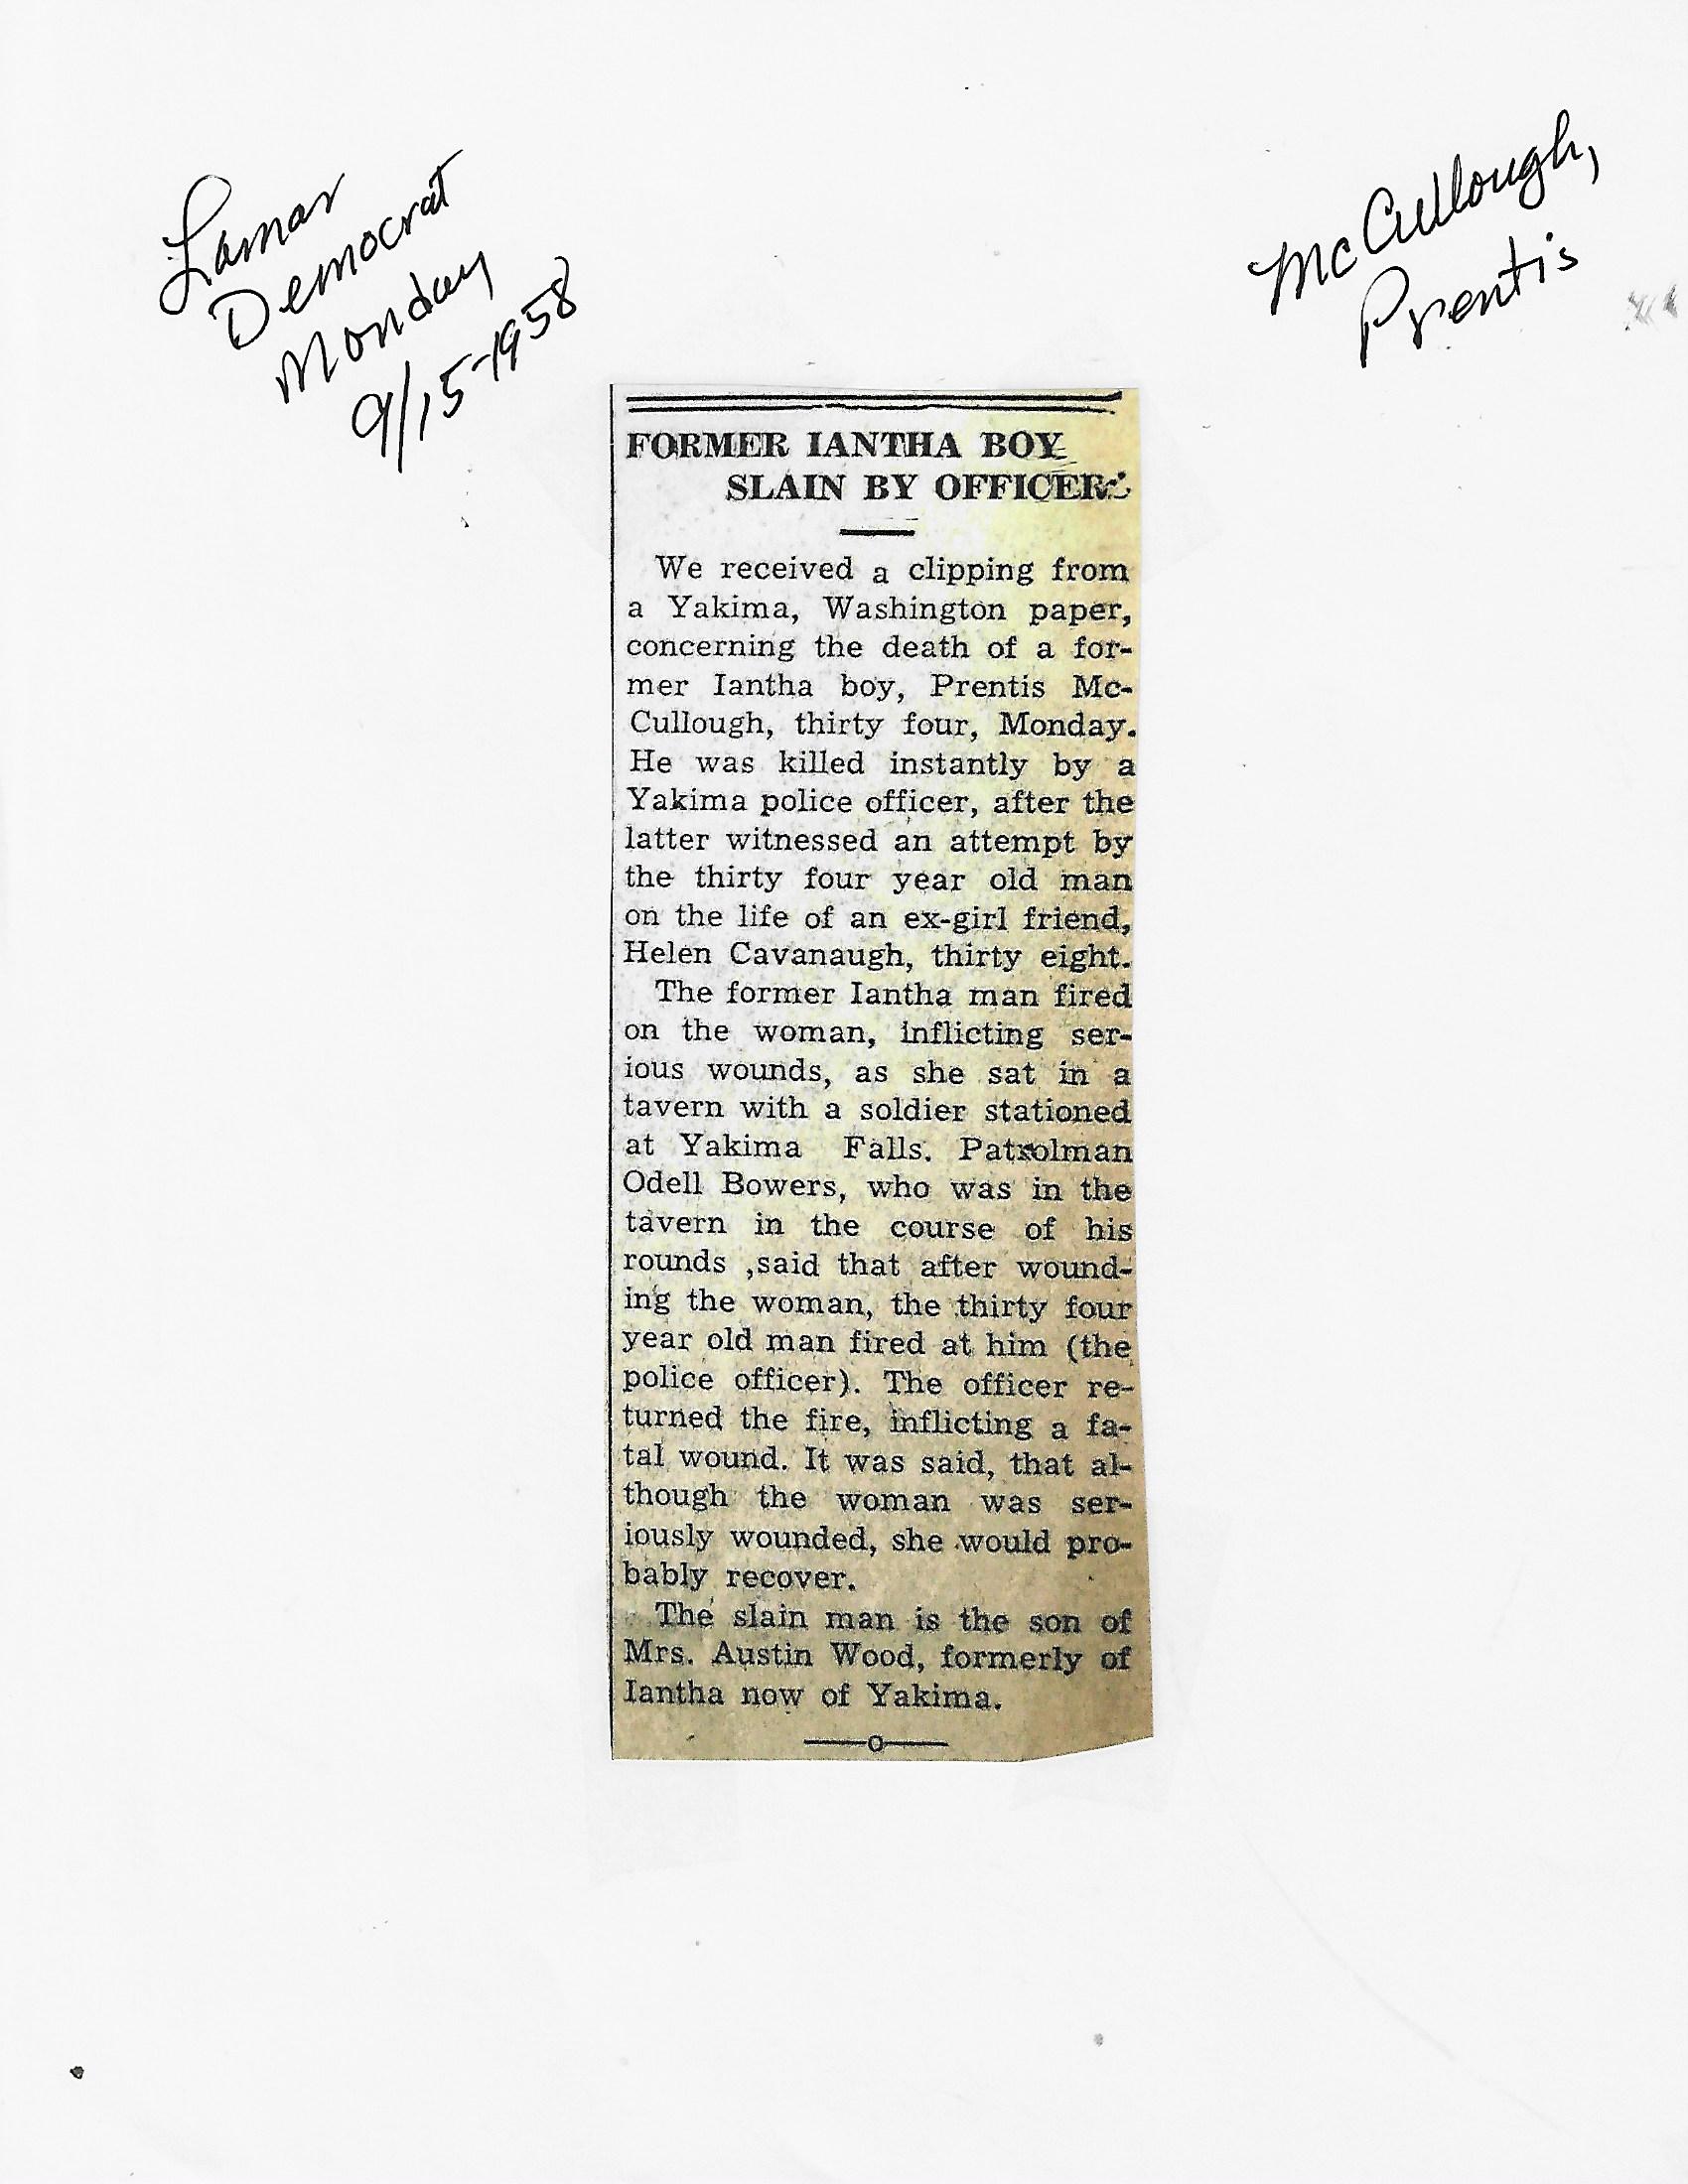 Lamar
Democrat
Monday
9/15-1958
McCullough,
Prentis
FORMER IANTHA BOY
SLAIN BY OFFICERS
We received a clipping from
a Yakima, Washington paper,
concerning the death of a for-
mer Iantha boy, Prentis Mc-
Cullough, thirty four, Monday.
He was killed instantly by a
Yakima police officer, after the
latter witnessed an attempt by
the thirty four year old man
on the life of an ex-girl friend,
Helen Cavanaugh, thirty eight.
The former Iantha man fired
on the woman, inflicting ser-
ious wounds, as she sat in a
tavern with a soldier stationed
at Yakima Falls. Patrolman
Odell Bowers, who was in the
tavern in the course of his
rounds ,said that after wound-
ing the woman, the thirty four
year old man fired at him (the
police officer). The officer re-
turned the fire, inflicting a fa-
tal wound. It was said, that al-
though the woman was ser-
iously wounded, she would pro-
bably recover.
The slain man is the son of
Mrs. Austin Wood, formerly of
Iantha now of Yakima.
—o—